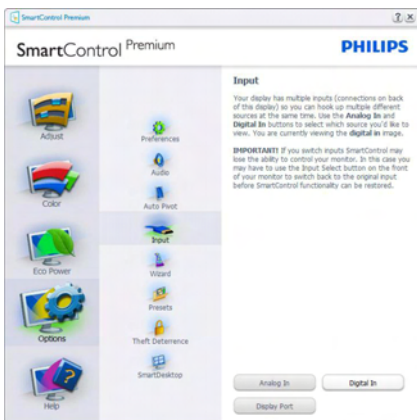 SmartControl Premium
SmartControl Premium
PHILIPS
Adjust
Color
Eco Power
Options
Help
Preferences
Audio
Auto Pivot
Input
Wizard
Presets
Theft Deterrence
SmartDesktop
Input
Your display has multiple inputs (connections on back
of this display) so you can hook up multiple different
sources at the same time. Use the Analog In and
Digital In buttons to select which source you'd like to
view. You are currently viewing the digital in image.
IMPORTANT! If you switch inputs SmartControl may
lose the ability to control your monitor. In that case you
may have to use the Input Select button on the front
of your monitor to switch back to the original input
before SmartControl functionality can be restored.
Analog In
Digital In
Display Port